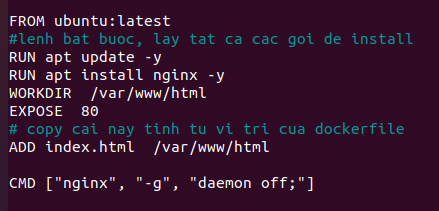 FROM ubuntu:latest
#lenh bat buoc, lay tat ca cac goi de install
RUN apt update -y
RUN apt install nginx -y
WORKDIR  /var/www/html
EXPOSE  80
# copy cai nay tinh tu vi tri cua dockerfile
ADD index.html  /var/www/html

CMD ["nginx", "-g", "daemon off;"]